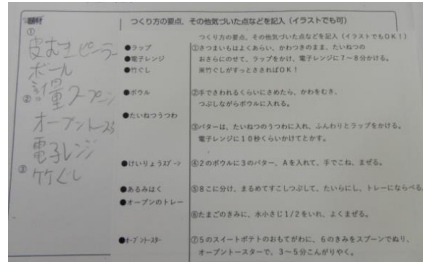 ①
皮むきピーラー
ボール
計量スプーン
②
オーブントースター
電子レンジ
③
竹ぐし
つくり方の要点、その他気づいた点などを記入(イラストでも可)
つくり方の要点、その他気づいた点などを記入(イラストでもOK!)
●ラップ
●電子レンジ
●竹ぐし
①さつまいもはよくあらい、かわつきのまま、たいねつの
おさらにのせて、ラップをかけ、電子レンジに7~8分かける。
※竹ぐしがすっとさされればOK!
●ボウル
②手でさわれるくらいにさめたら、かわをむき、
つぶしながらボウルに入れる。
●たいねつうつわ
③バターは、たいねつのうつわに入れ、ふんわりとラップをかける。
電子レンジに10秒くらいかけてとかす。
●けいりょうスプーン
④2のボウルに3のバター、Aを入れて、手でこね、まぜる。
●あるみはく
●オーブンのトレー
⑤8こに分け、まるめてすこしつぶして、たいらにし、トレーにならべる。
⑥たまごのきみに、水小さじ1/2をいれ、よくまぜる。
●オーブントースター
⑦5のスイートポテトのおもてがわに、6のきみをスプーンでぬり、
オーブントースターで、3~5分こんがりやく。